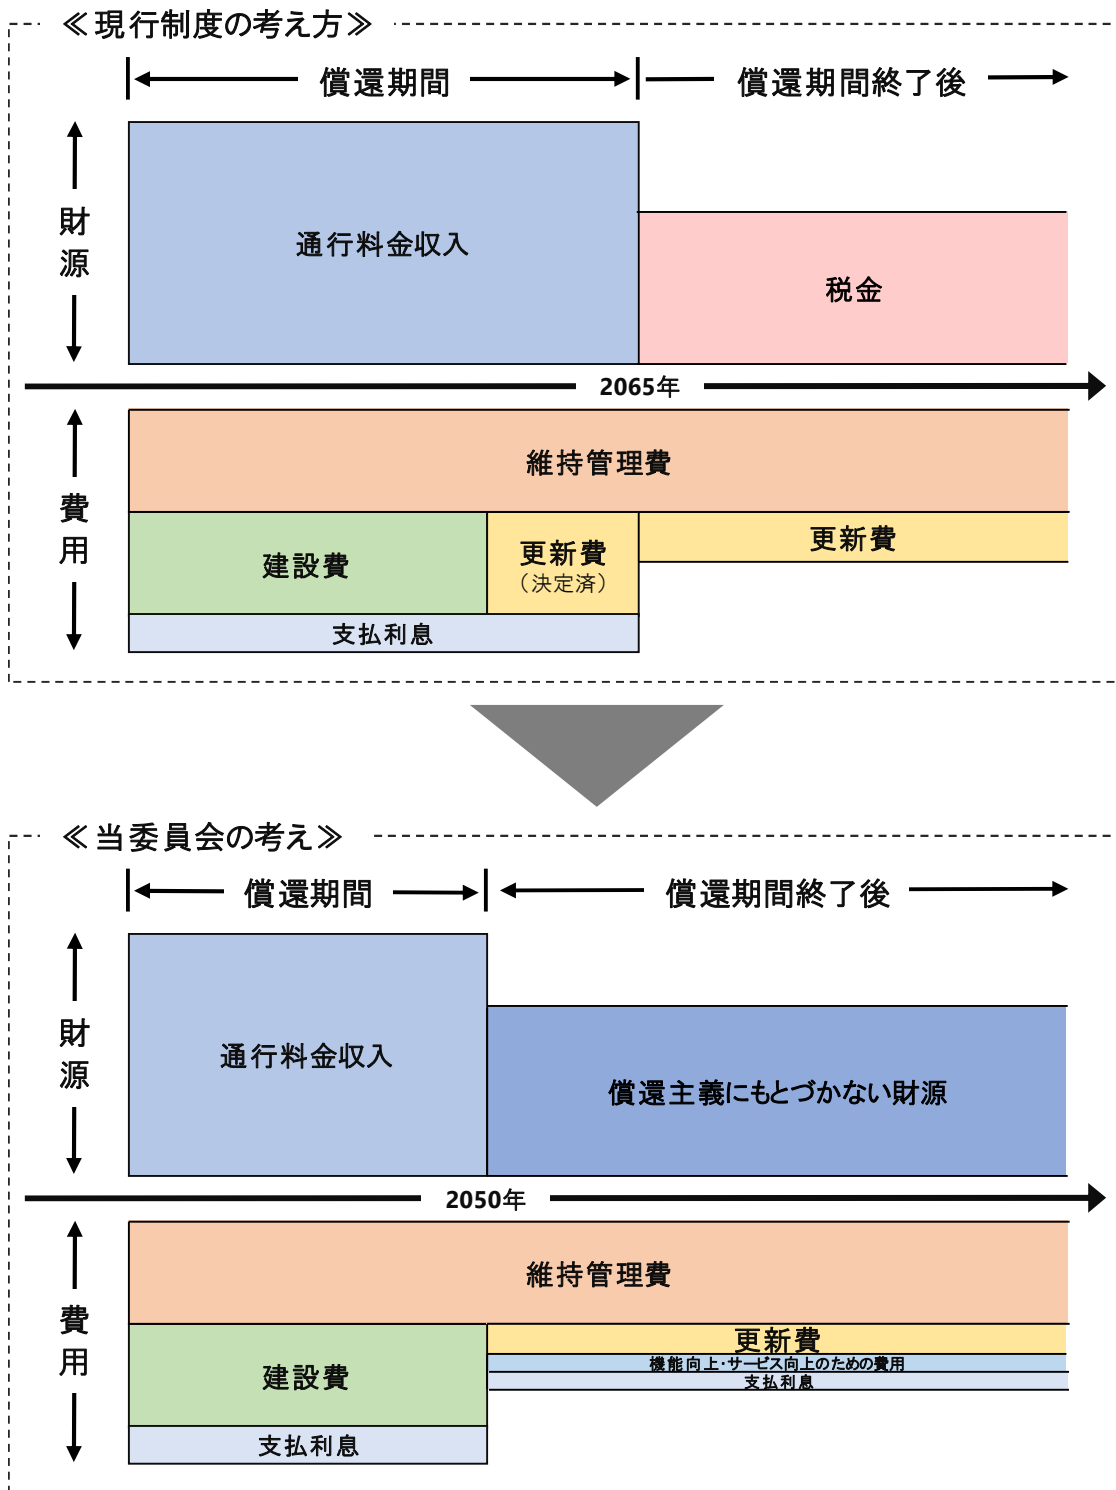 ≪現行制度の考え方≫
償還期間
償還期間終了後
財源
通行料金収入
税金
2065年
費用
維持管理費
建設費
更新費
（決定済）
更新費
支払利息
≪当委員会の考え≫
償還期間
償還期間終了後
財源
通行料金収入
償還主義にもとづかない財源
2050年
費用
維持管理費
建設費
更新費
機能向上・サービス向上のための費用
支払利息
支払利息